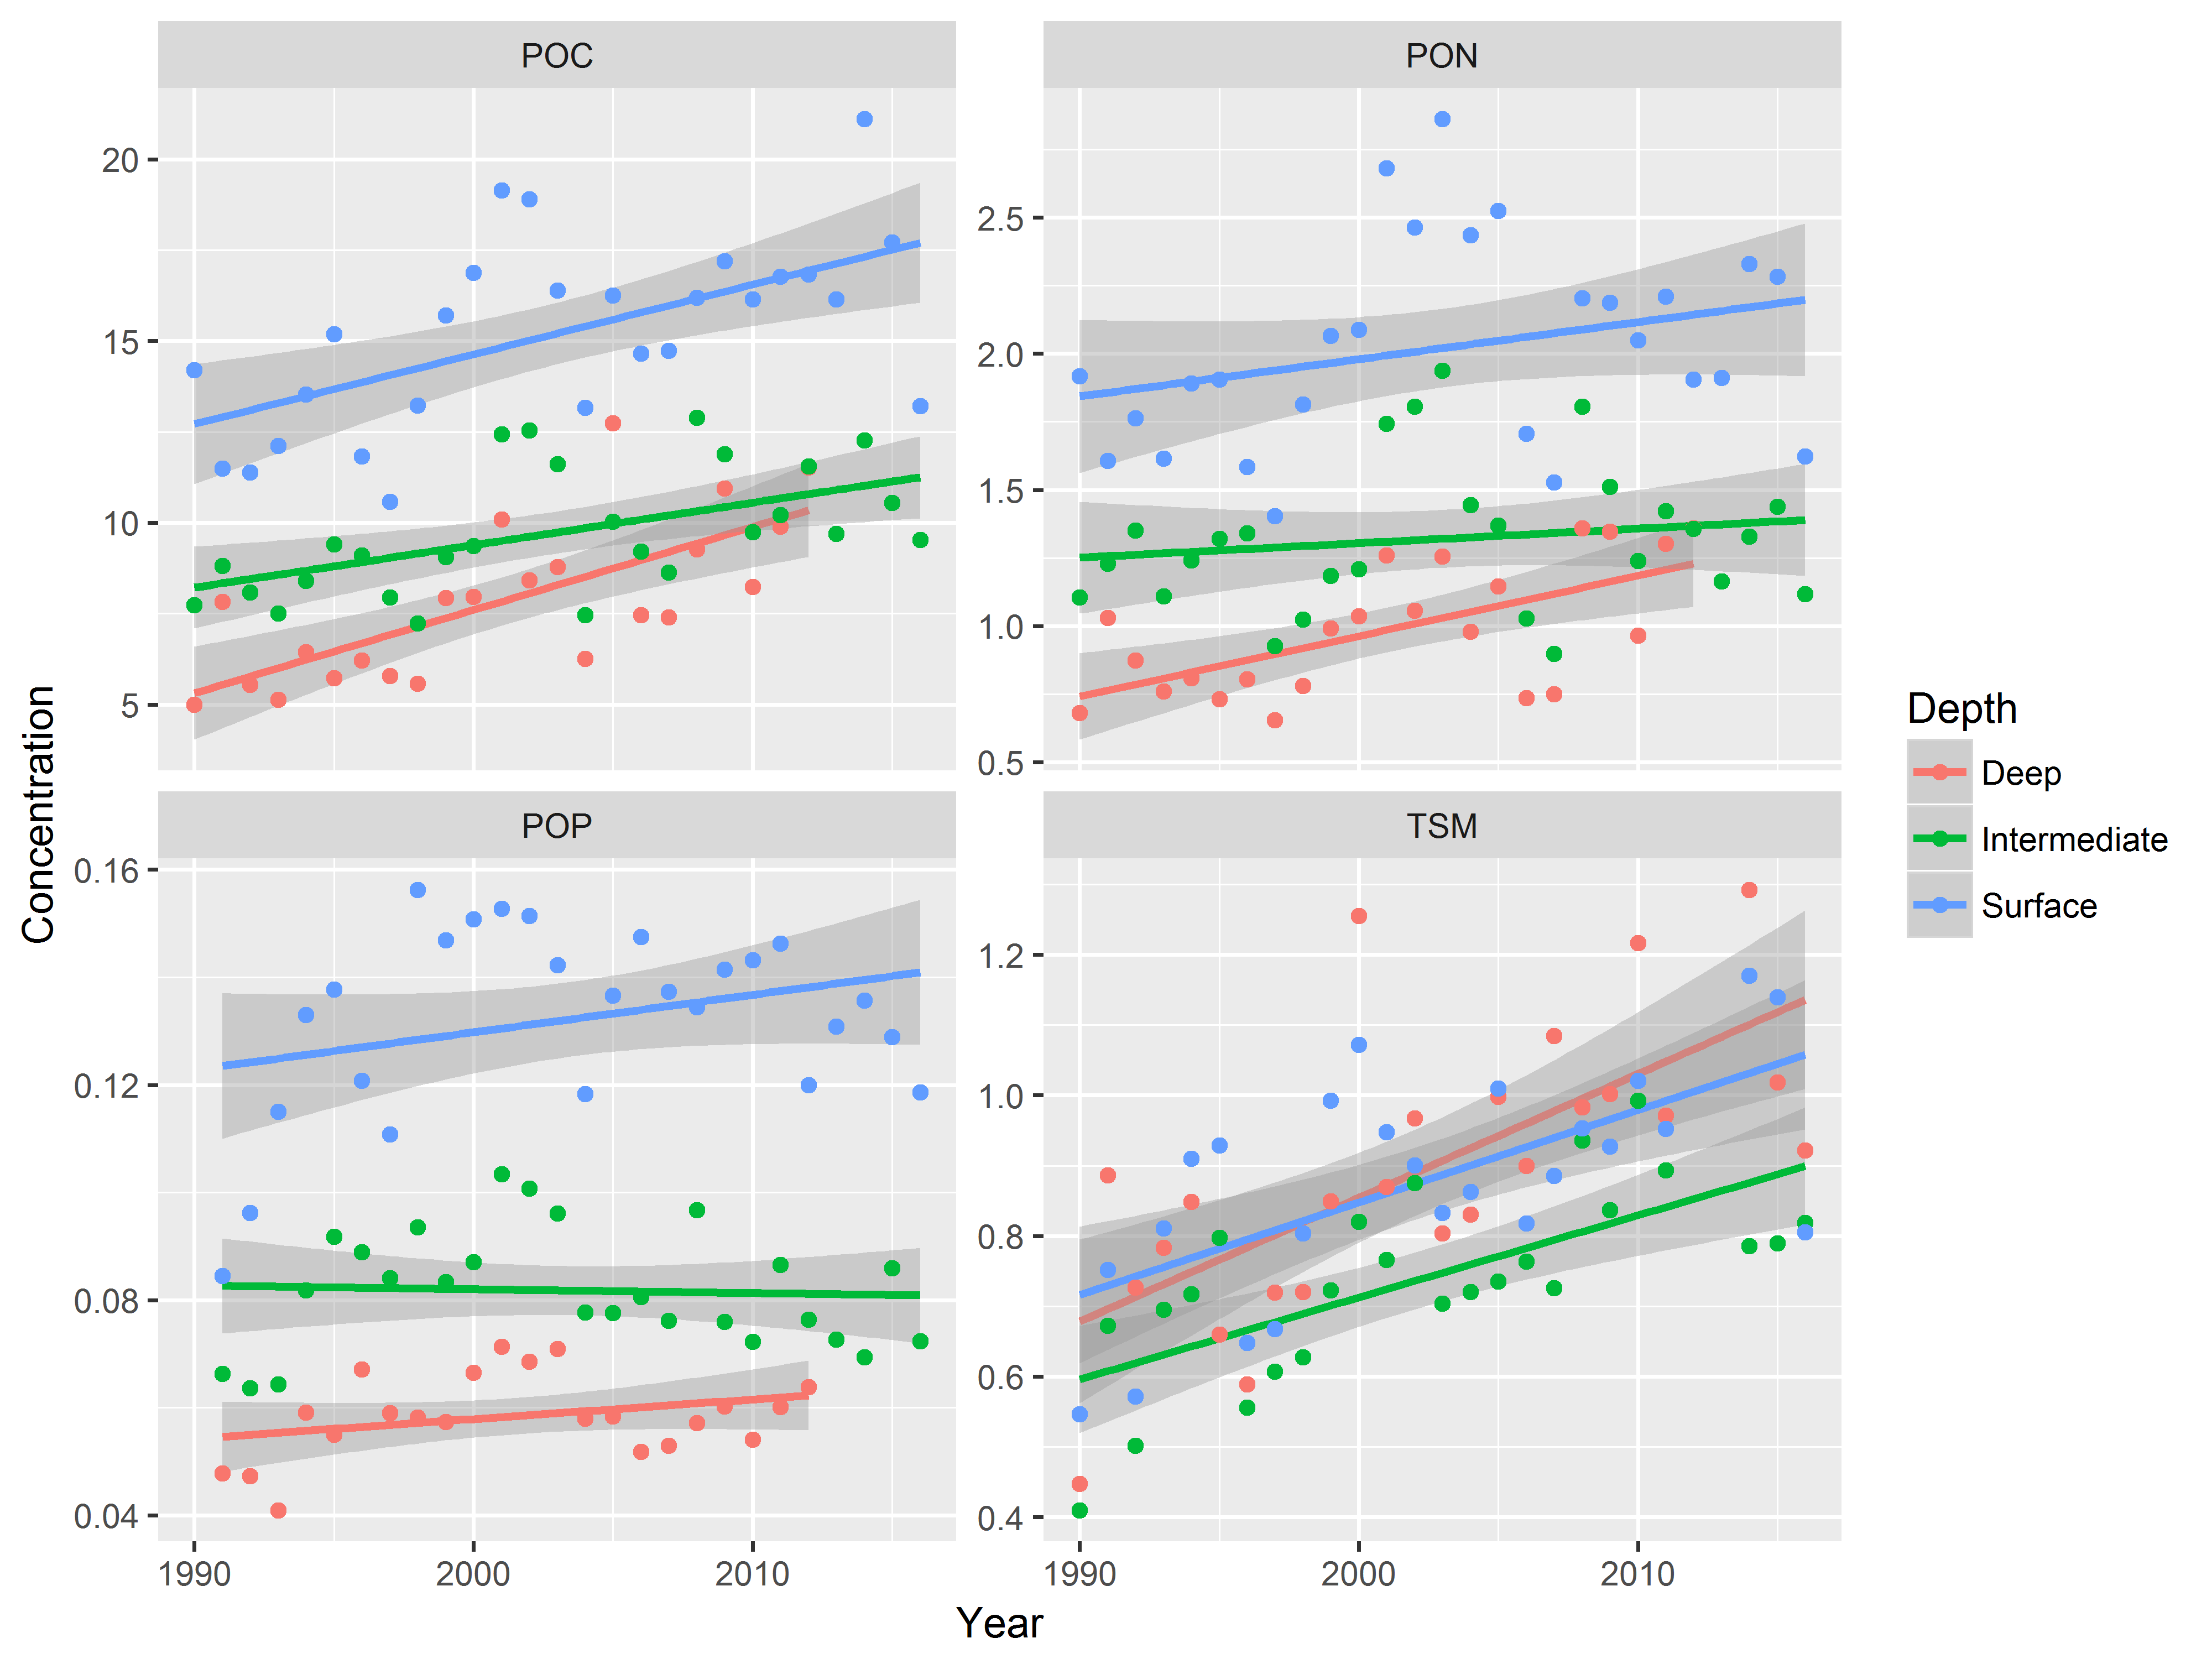 POC
PON
20
15
10
5
2.5
2.0
1.5
1.0
0.5
POP
TSM
0.16
0.12
0.08
0.04
1.2
1.0
0.8
0.6
0.4
1990 2000 2010
1990 2000 2010
Year
Concentration
Depth
Deep
Intermediate
Surface